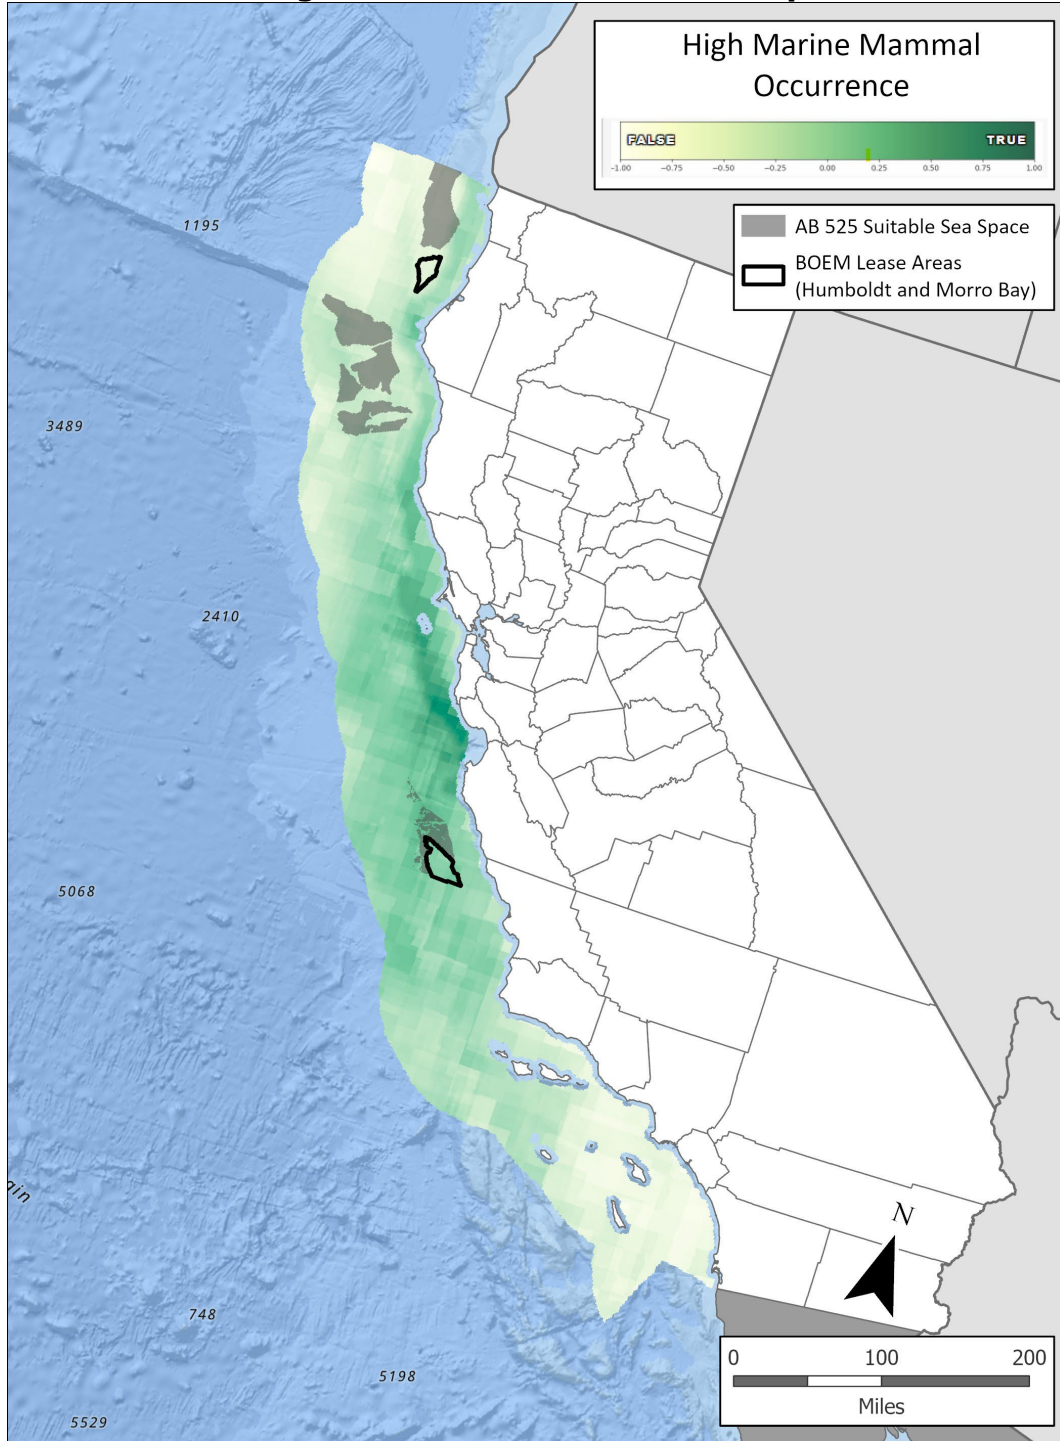 High Marine Mammal
Occurrence
FALSE TRUE
-1.00 -0.75 -0.50 -0.25 0.00 0.25 0.50 0.75 1.00
AB 525 Suitable Sea Space
BOEM Lease Areas
(Humboldt and Morro Bay)
1195
3489
2410
5068
N
748
0 100 200
Miles
5198
5529